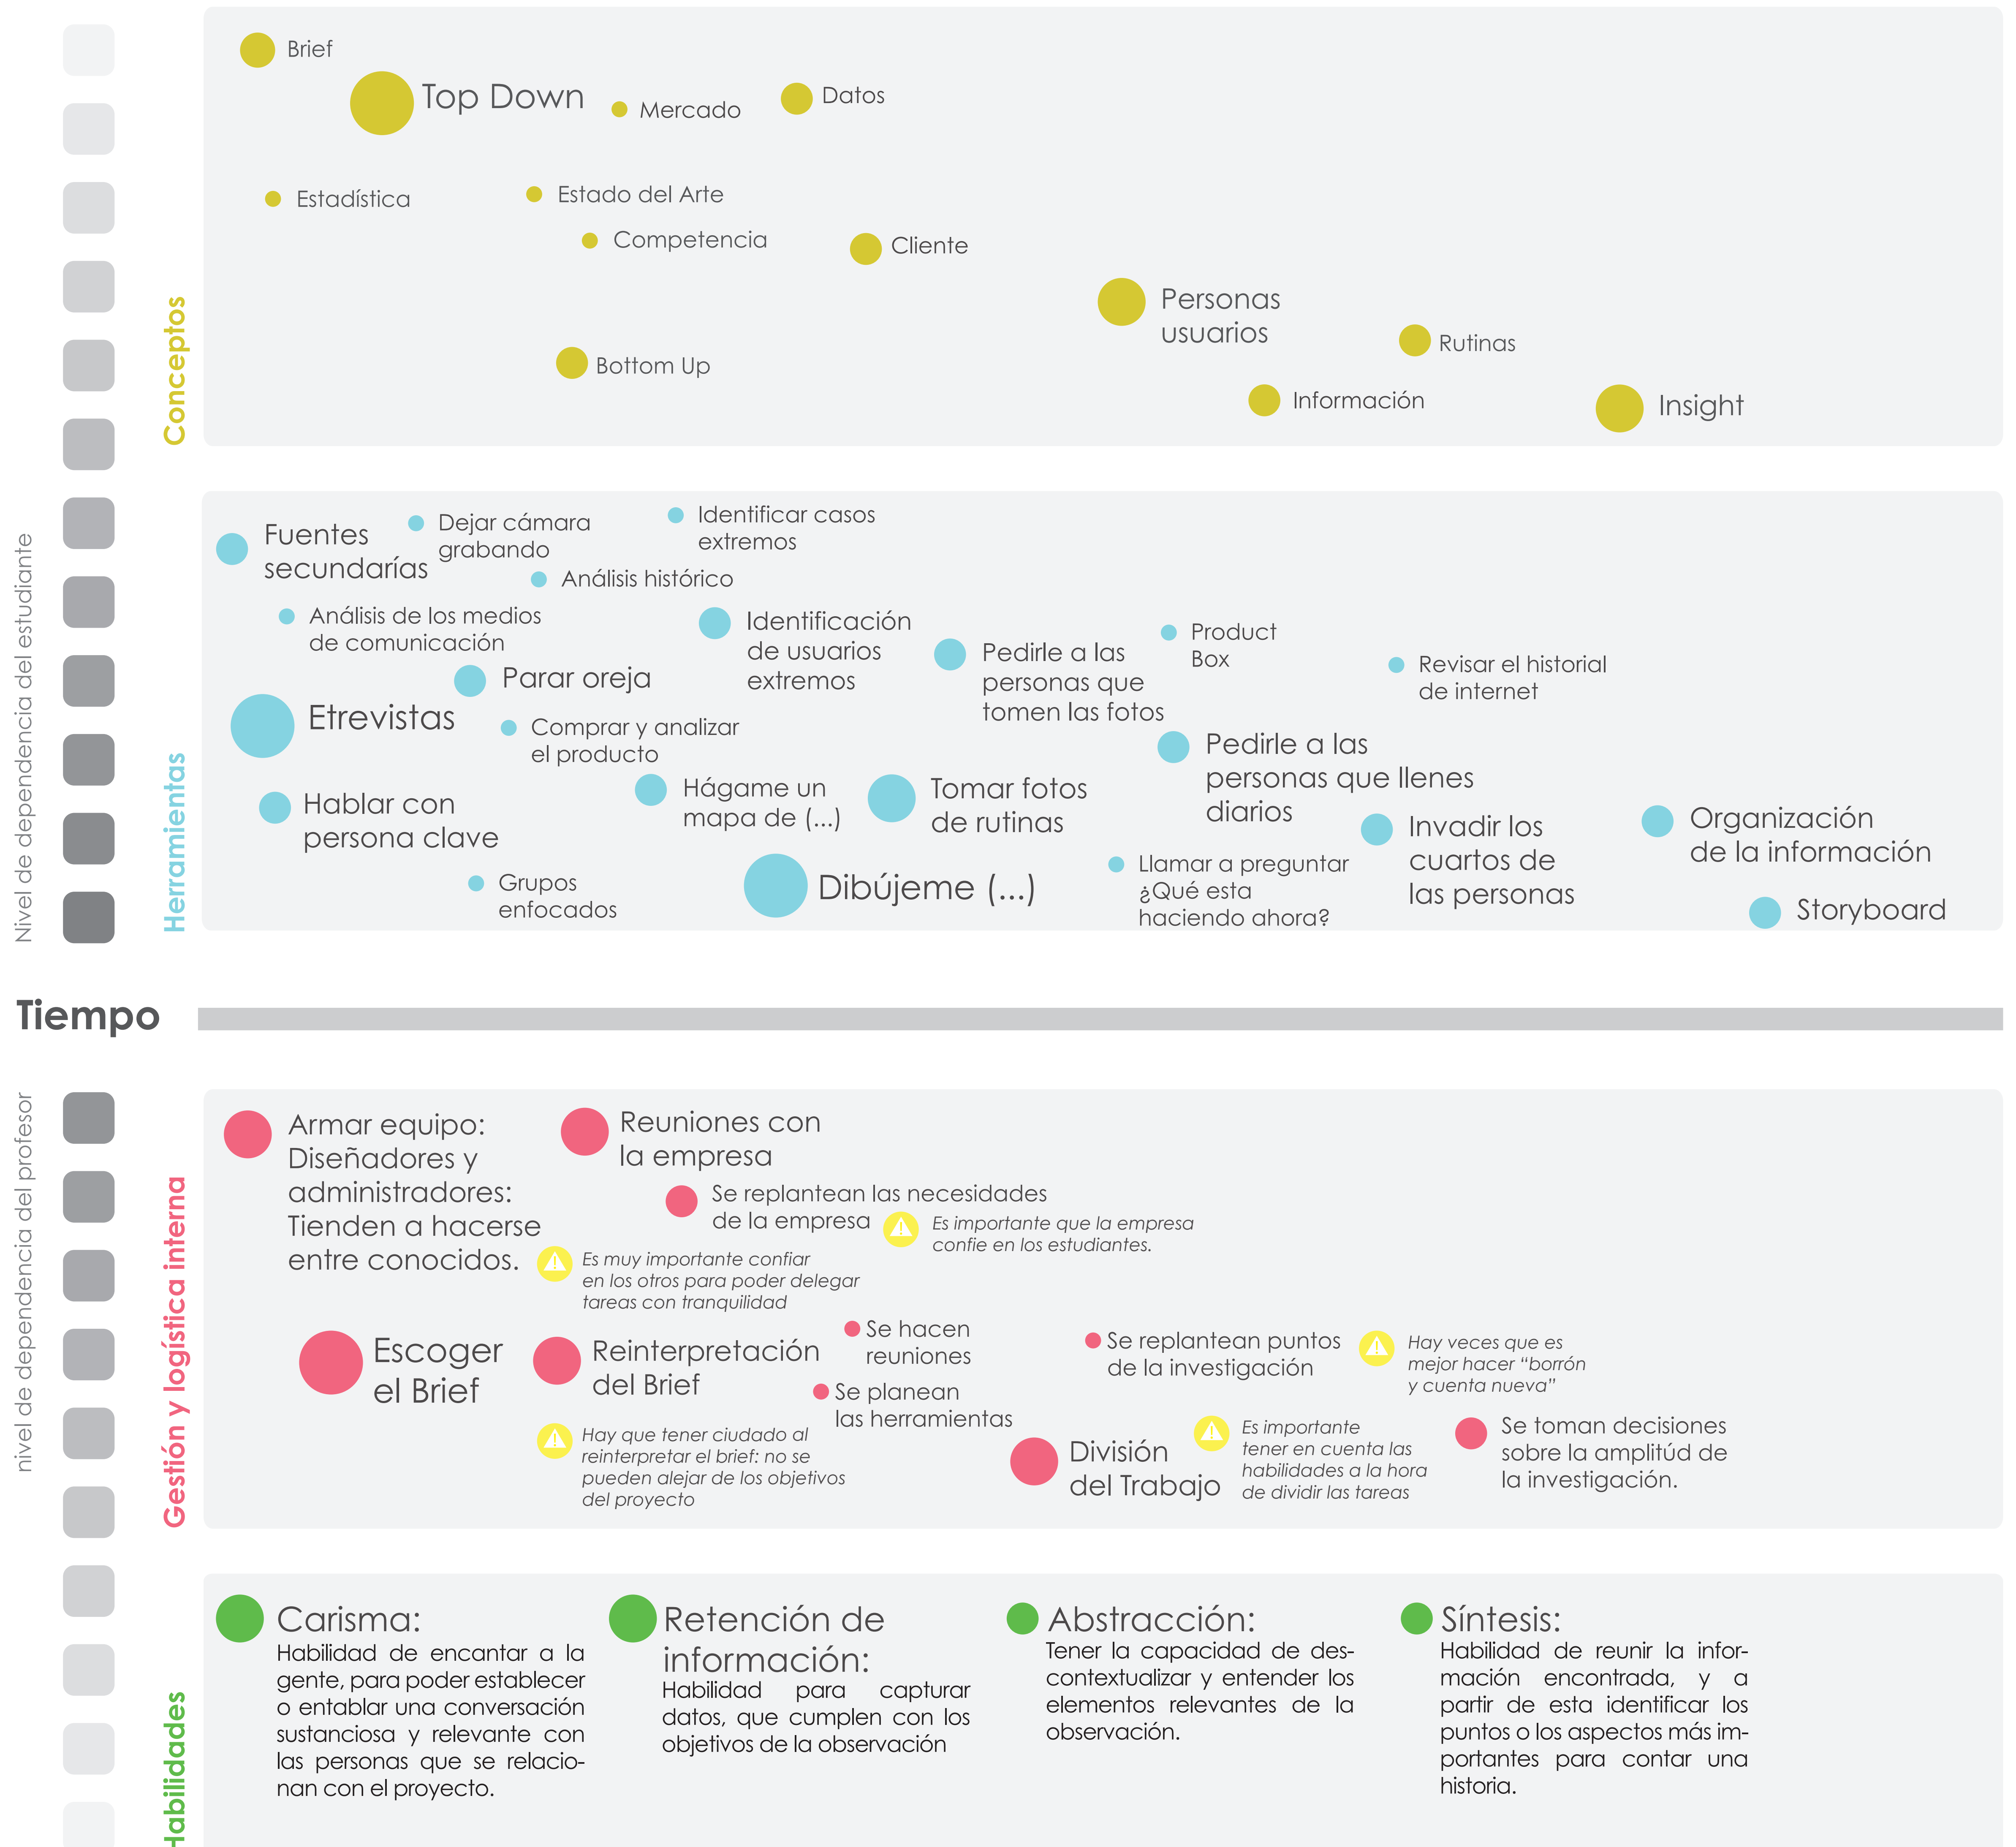 Brief
Top Down
Mercado
Datos
Estadística
Estado del Arte
Competencia
Cliente
Personas
usuarios
Rutinas
Bottom Up
Información
Insight
Conceptos
Nivel de dependencia del estudiante
Fuentes
secundarías
Dejar cámara
grabando
Identificar casos
extremos
Análisis histórico
Análisis de los medios
de comunicación
Identificación
de usuarios
extremos
Pedirle a las
personas que
tomen las fotos
Product
Box
Revisar el historial
de internet
Parar oreja
Etrevistas
Comprar y analizar
el producto
Pedirle a las
personas que llenes
diarios
Hablar con
persona clave
Hágame un
mapa de (...)
Tomar fotos
de rutinas
Invadir los
cuartos de
las personas
Organización
de la información
Grupos
enfocados
Dibújeme (...)
Llamar a preguntar
¿Qué esta
haciendo ahora?
Storyboard
Herramientas
Tiempo
nivel de dependencia del profesor
Gestión y logística interna
Armar equipo:
Diseñadores y
administradores:
Tienden a hacerse
entre conocidos.
Reuniones con
la empresa
Se replantean las necesidades
de la empresa
Es importante que la empresa
confie en los estudiantes.
Es muy importante confiar
en los otros para poder delegar
tareas con tranquilidad
Escoger
el Brief
Reinterpretación
del Brief
Se hacen
reuniones
Se planean
las herramientas
Se replantean puntos
de la investigación
Hay veces que es
mejor hacer “borrón
y cuenta nueva”
Hay que tener ciudado al
reinterpretar el brief: no se
pueden alejar de los objetivos
del proyecto
División
del Trabajo
Es importante
tener en cuenta las
habilidades a la hora
de dividir las tareas
Se toman decisiones
sobre la amplitúd de
la investigación.
Habilidades
Carisma:
Habilidad de encantar a la
gente, para poder establecer
o entablar una conversación
sustanciosa y relevante con
las personas que se relacio-
nan con el proyecto.
Retención de
información:
Habilidad para capturar
datos, que cumplen con los
objetivos de la observación
Abstracción:
Tener la capacidad de des-
contextualizar y entender los
elementos relevantes de la
observación.
Síntesis:
Habilidad de reunir la infor-
mación encontrada, y a
partir de esta identificar los
puntos o los aspectos más im-
portantes para contar una
historia.